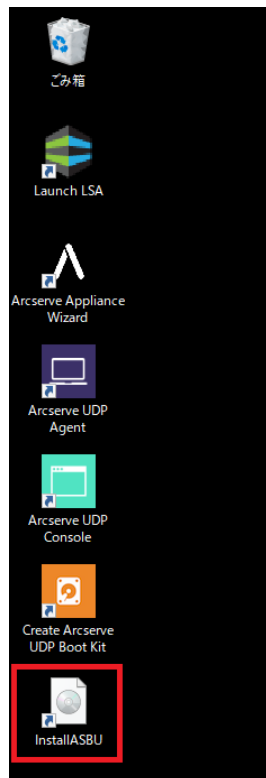 ごみ箱
Launch LSA
Arcserve Appliance
Wizard
Arcserve UDP
Agent
Arcserve UDP
Console
Create Arcserve
UDP Boot Kit
InstallASBU